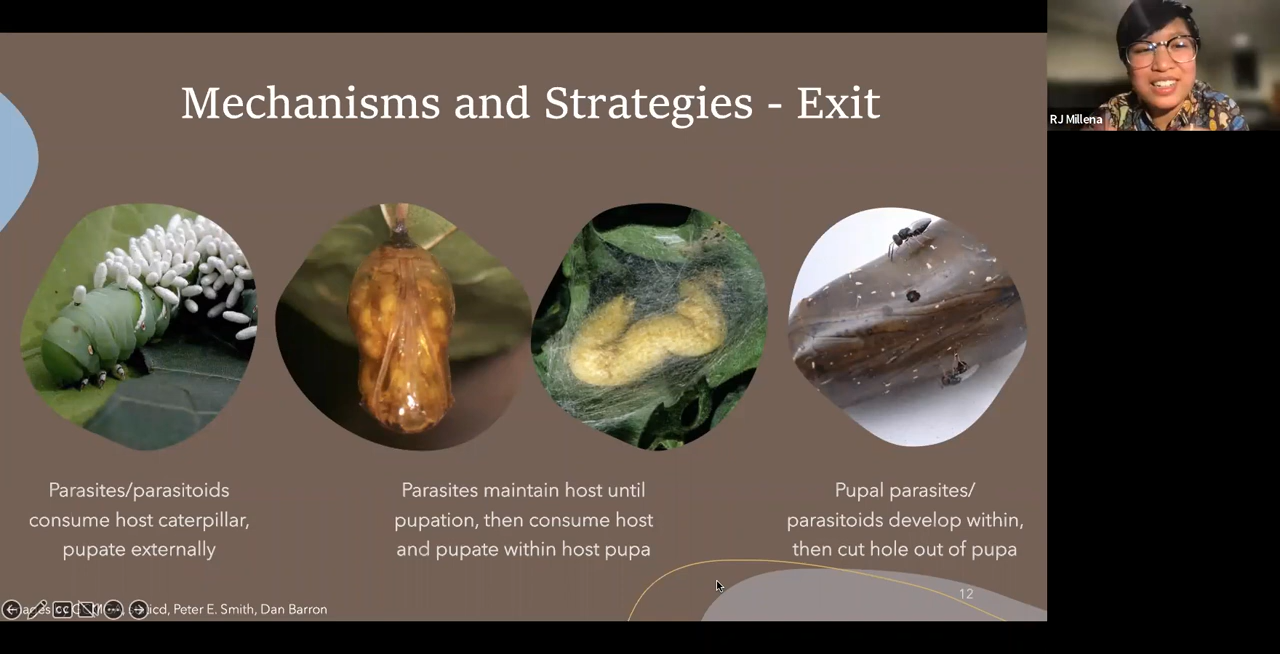 Mechanisms and Strategies - Exit
RJ Millena
Parasites/parasitoids
consume host caterpillar,
pupate externally
Parasites maintain host until
pupation, then consume host
and pupate within host pupa
Pupal parasites/
parasitoids develop within,
then cut hole out of pupa
Peter E. Smith, Dan Barron
12